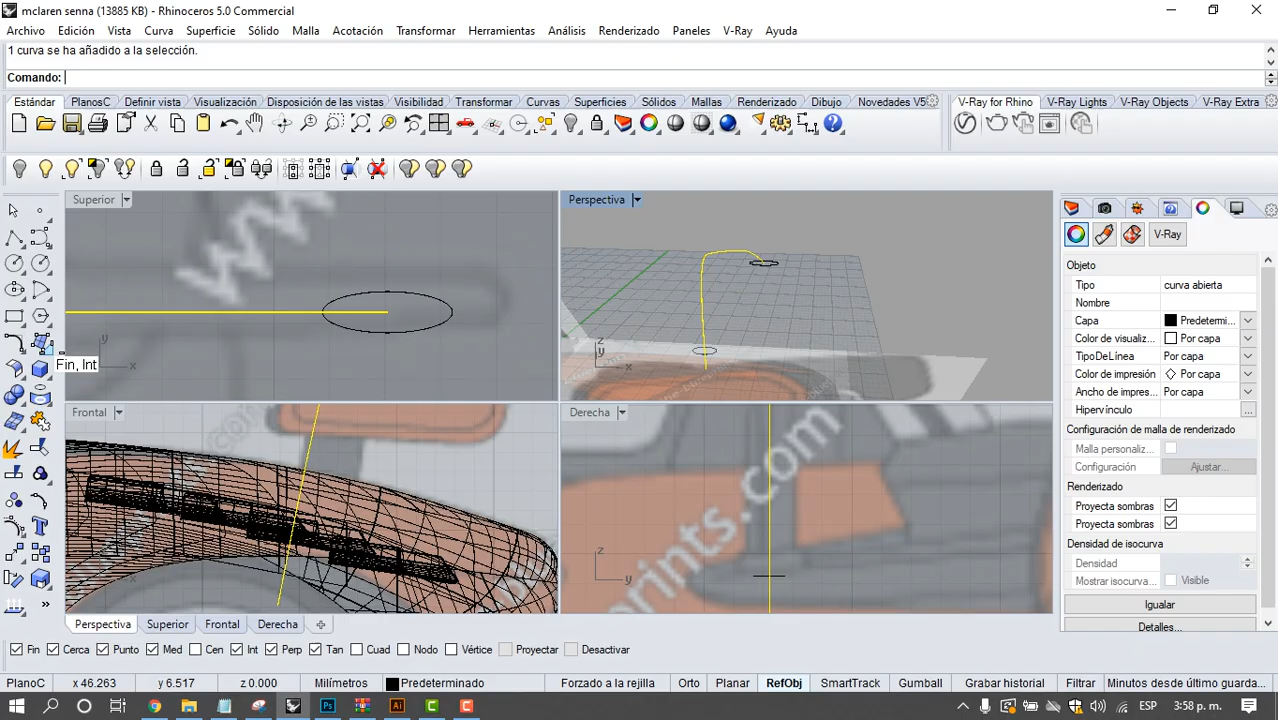 mclaren senna (13885 KB) - Rhinoceros 5.0 Commercial
Archivo Edición Vista Curva Superficie Sólido Malla Acotación Transformar Herramientas Análisis Renderizado Paneles V-Ray Ayuda
1 curva se ha añadido a la selección.
Comando:
Estándar PlanosC Definir vista Visualización Disposición de las vistas Visibilidad Transformar Curvas Superficies Sólidos Mallas Renderizado Dibujo Novedades V5
V-Ray for Rhino V-Ray Lights V-Ray Objects V-Ray Extra
Superior
Perspectiva
V-Ray
Objeto
Tipo curva abierta
Nombre
Capa Predetermi...
Color de visualiz... Por capa
TipoDeLínea Por capa
Color de impresión Por capa
Ancho de impres... Por capa
Hipervínculo ...
Configuración de malla de renderizado
Malla personaliz...
Configuración Ajustar...
Renderizado
Proyecta sombras
Proyecta sombras
Densidad de isocurva
Densidad
Mostrar isocurva... Visible
Igualar
Detalles...
y
x
ww
z
y
x
Fin, Int
Frontal
Derecha
z
y
x
.com
prints.com
Perspectiva Superior Frontal Derecha
Fin Cerca Punto Med Cen Int Perp Tan Cuad Nodo Vértice Proyectar Desactivar
PlanoC x 46.263 y 6.517 z 0.000 Milímetros Predeterminado Forzado a la rejilla Orto Planar RefObj SmartTrack Gumball Grabar historial Filtrar Minutos desde último guarda...
Ps Ai C C ESP 3:58 p. m.